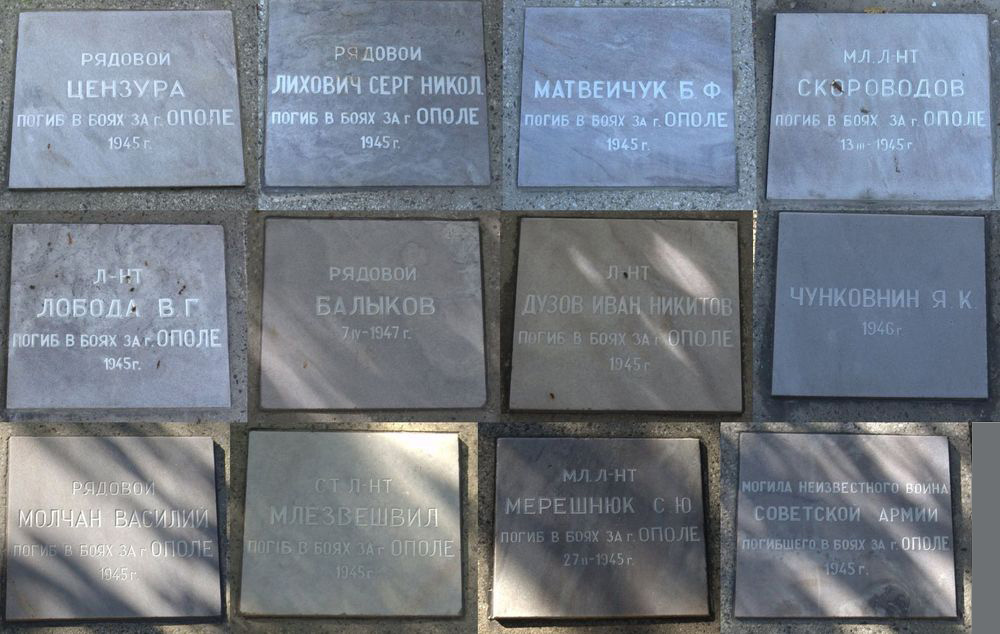 РЯДОВОЙ
ЦЕНЗУРА
ПОГИБ В БОЯХ ЗА г. ОПОЛЕ
1945 г.
РЯДОВОЙ
ЛИХОВИЧ СЕРГ НИКОЛ.
ПОГИБ В БОЯХ ЗА г ОПОЛЕ
1945 г.
МАТВЕИЧУК Б. Ф
ПОГИБ В БОЯХ ЗА г. ОПОЛЕ
1945 г.
МЛ. Л-НТ
СКОРОВОДОВ
ПОГИБ В БОЯХ ЗА г. ОПОЛЕ
13 III - 1945 г.
Л-НТ
ЛОБОДА В. Г
ПОГИБ В БОЯХ ЗА г. ОПОЛЕ
1945 г.
РЯДОВОЙ
БАЛЫКОВ
7 IV - 1947 г.
Л-НТ
ДУЗОВ ИВАН НИКИТОВ
ПОГИБ В БОЯХ ЗА г. ОПОЛЕ
1945 г
ЧУНКОВНИН Я. К.
1946 г
РЯДОВОЙ
МОЛЧАН ВАСИЛИЙ
ПОГИБ В БОЯХ ЗА г ОПОЛЕ
1945 г.
СТ Л-НТ
МЛЕЗВЕШВИЛ
ПОГІБ В БОЯХ ЗА г ОПОЛЕ
1945 г.
МЛ. Л-НТ
МЕРЕШНЮК С. Ю
ПОГИБ В БОЯХ ЗА г. ОПОЛЕ
27 II - 1945 г.
МОГИЛА НЕИЗВЕСТНОГО ВОИНА
СОВЕТСКОЙ АРМИИ
ПОГИБШЕГО В БОЯХ ЗА г. ОПОЛЕ
1945 г.